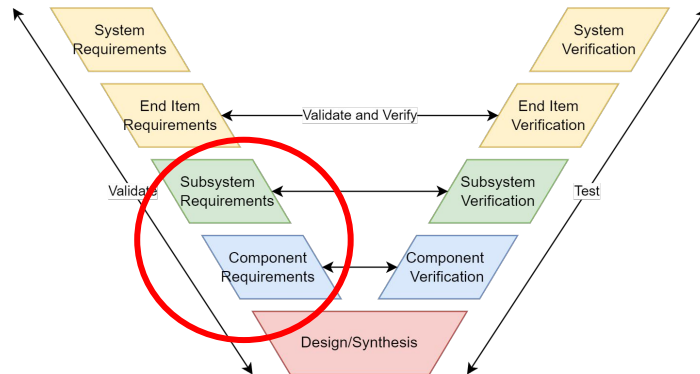 System
Requirements
System
Verification
End Item
Requirements
Validate and Verify
End Item
Verification
Validate
Subsystem
Requirements
Subsystem
Verification
Test
Component
Requirements
Component
Verification
Design/Synthesis